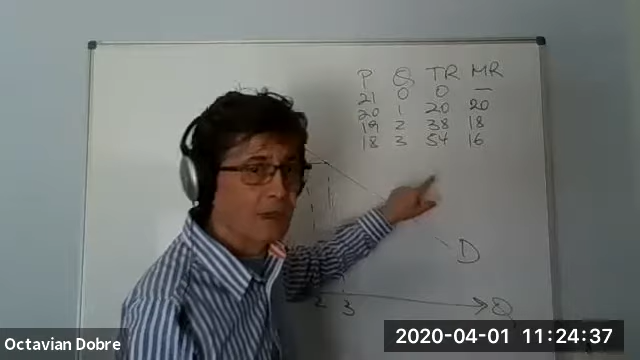 P Q TR MR
21 0 0 —
20 1 20 20
19 2 38 18
18 3 54 16
D
2 3 Q
Octavian Dobre
2020-04-01 11:24:37